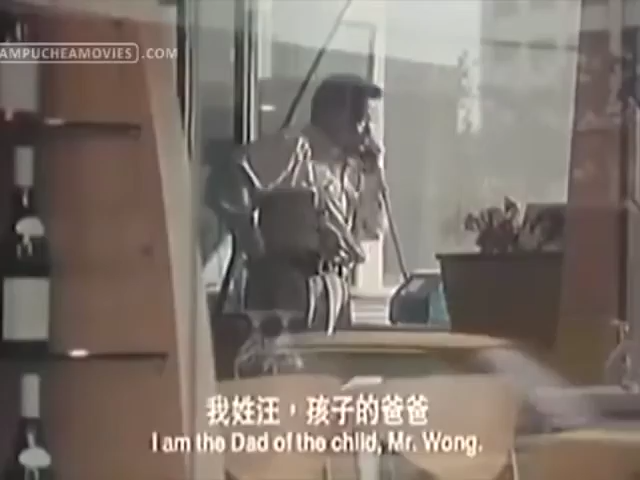 AMPUCHEAMOVIES.COM
我姓汪，孩子的爸爸
I am the Dad of the child, Mr. Wong.